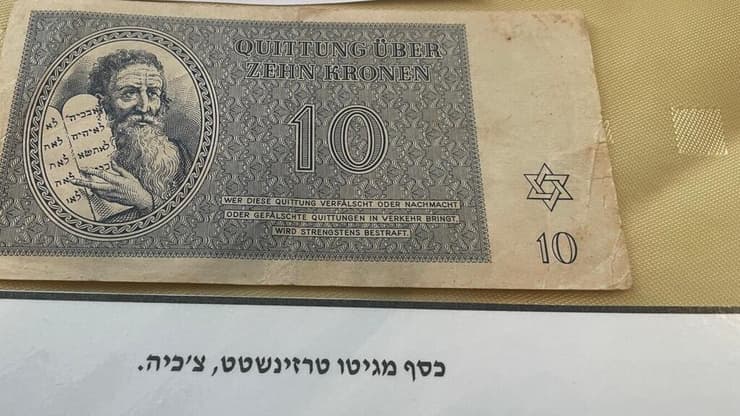 QUITTUNG ÜBER
ZEHN KRONEN
10
WER DIESE QUITTUNG VERFÄLSCHT ODER NACHMACHT
ODER GEFÄLSCHTE QUITTUNGEN IN VERKEHR BRINGT,
WIRD STRENGSTENS BESTRAFT.
10
כסף מגיטו טרזינשטט, צ'כיה.